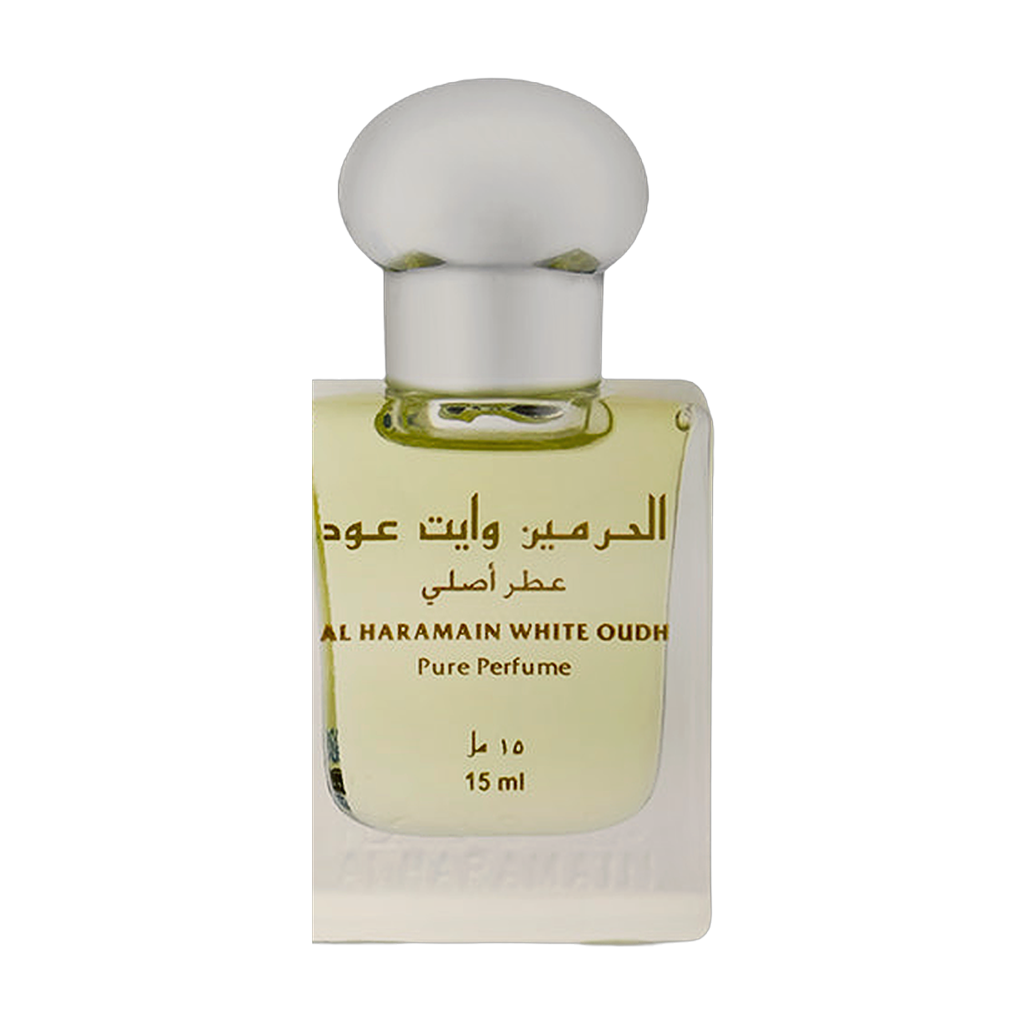 الحرمين وايت عود
عطر أصلي
AL HARAMAIN WHITE OUDH
Pure Perfume
١٥ مل
15 ml